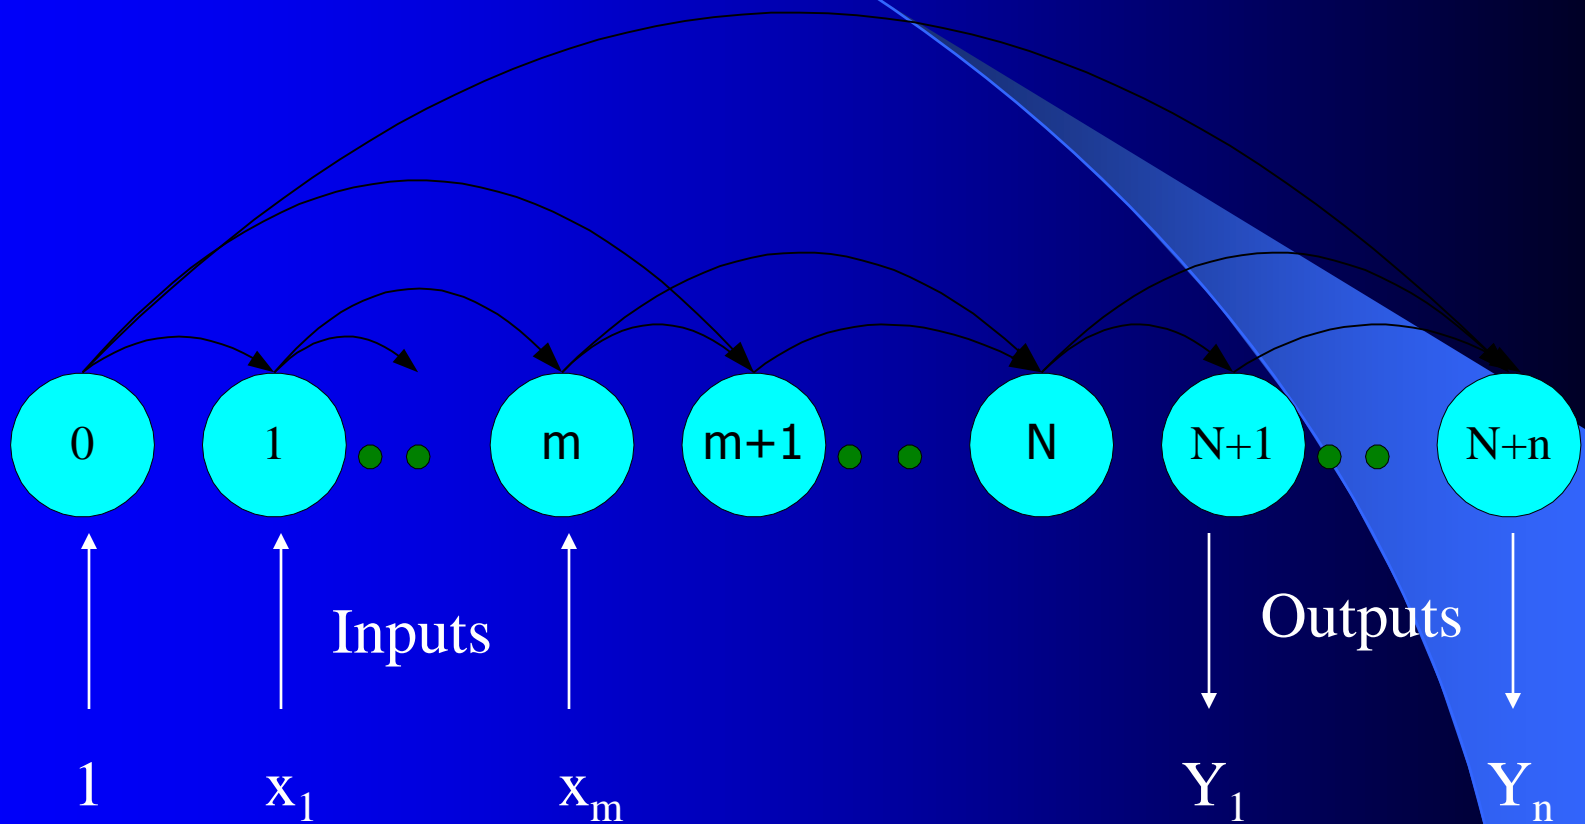 0 1 m m+1 N N+1 N+n
Inputs Outputs
1 x₁ xₘ Y₁ Yₙ